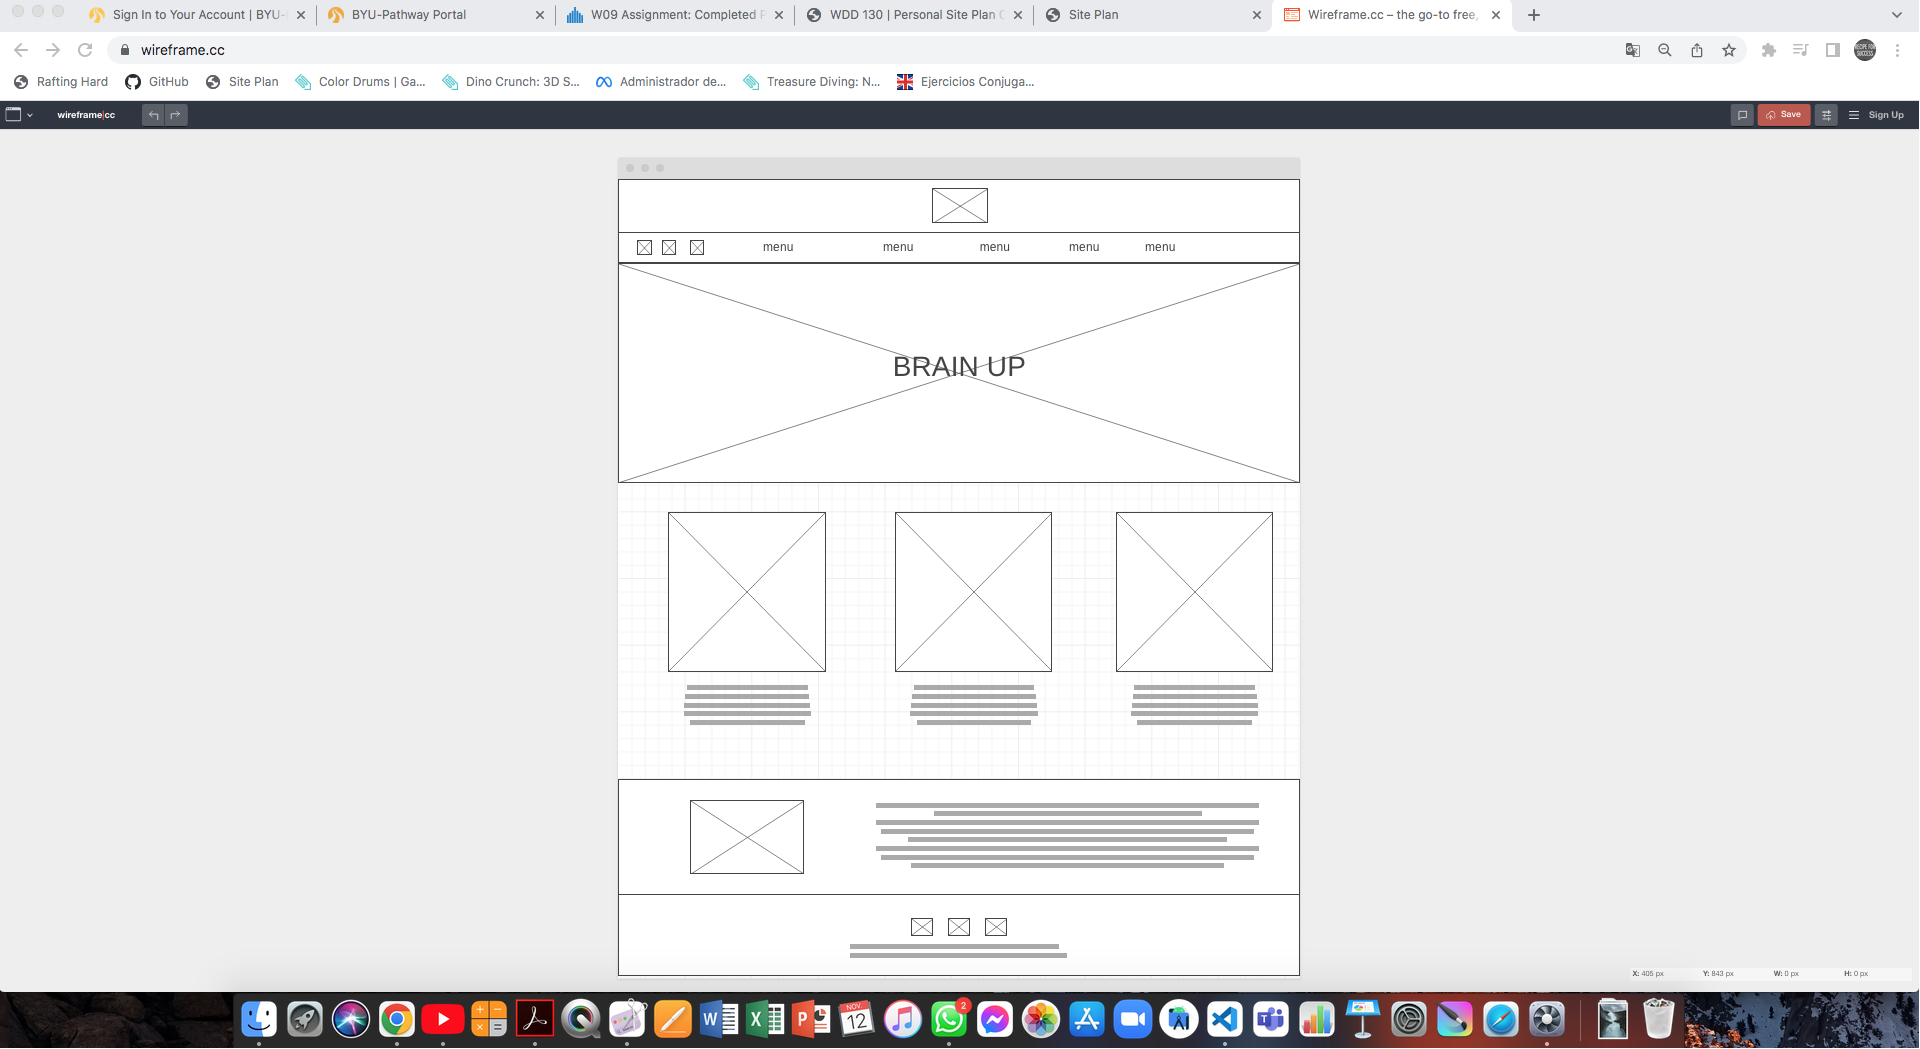 Sign In to Your Account | BYU-
BYU-Pathway Portal
W09 Assignment: Completed P
WDD 130 | Personal Site Plan
Site Plan
Wireframe.cc – the go-to free,
wireframe.cc
Rafting Hard
GitHub
Site Plan
Color Drums | Ga...
Dino Crunch: 3D S...
Administrador de...
Treasure Diving: N...
Ejercicios Conjuga...
wireframe|cc
Save
Sign Up
menu menu menu menu menu
BRAIN UP
X: 405 px Y: 843 px W: 0 px H: 0 px
NOV.
12
2